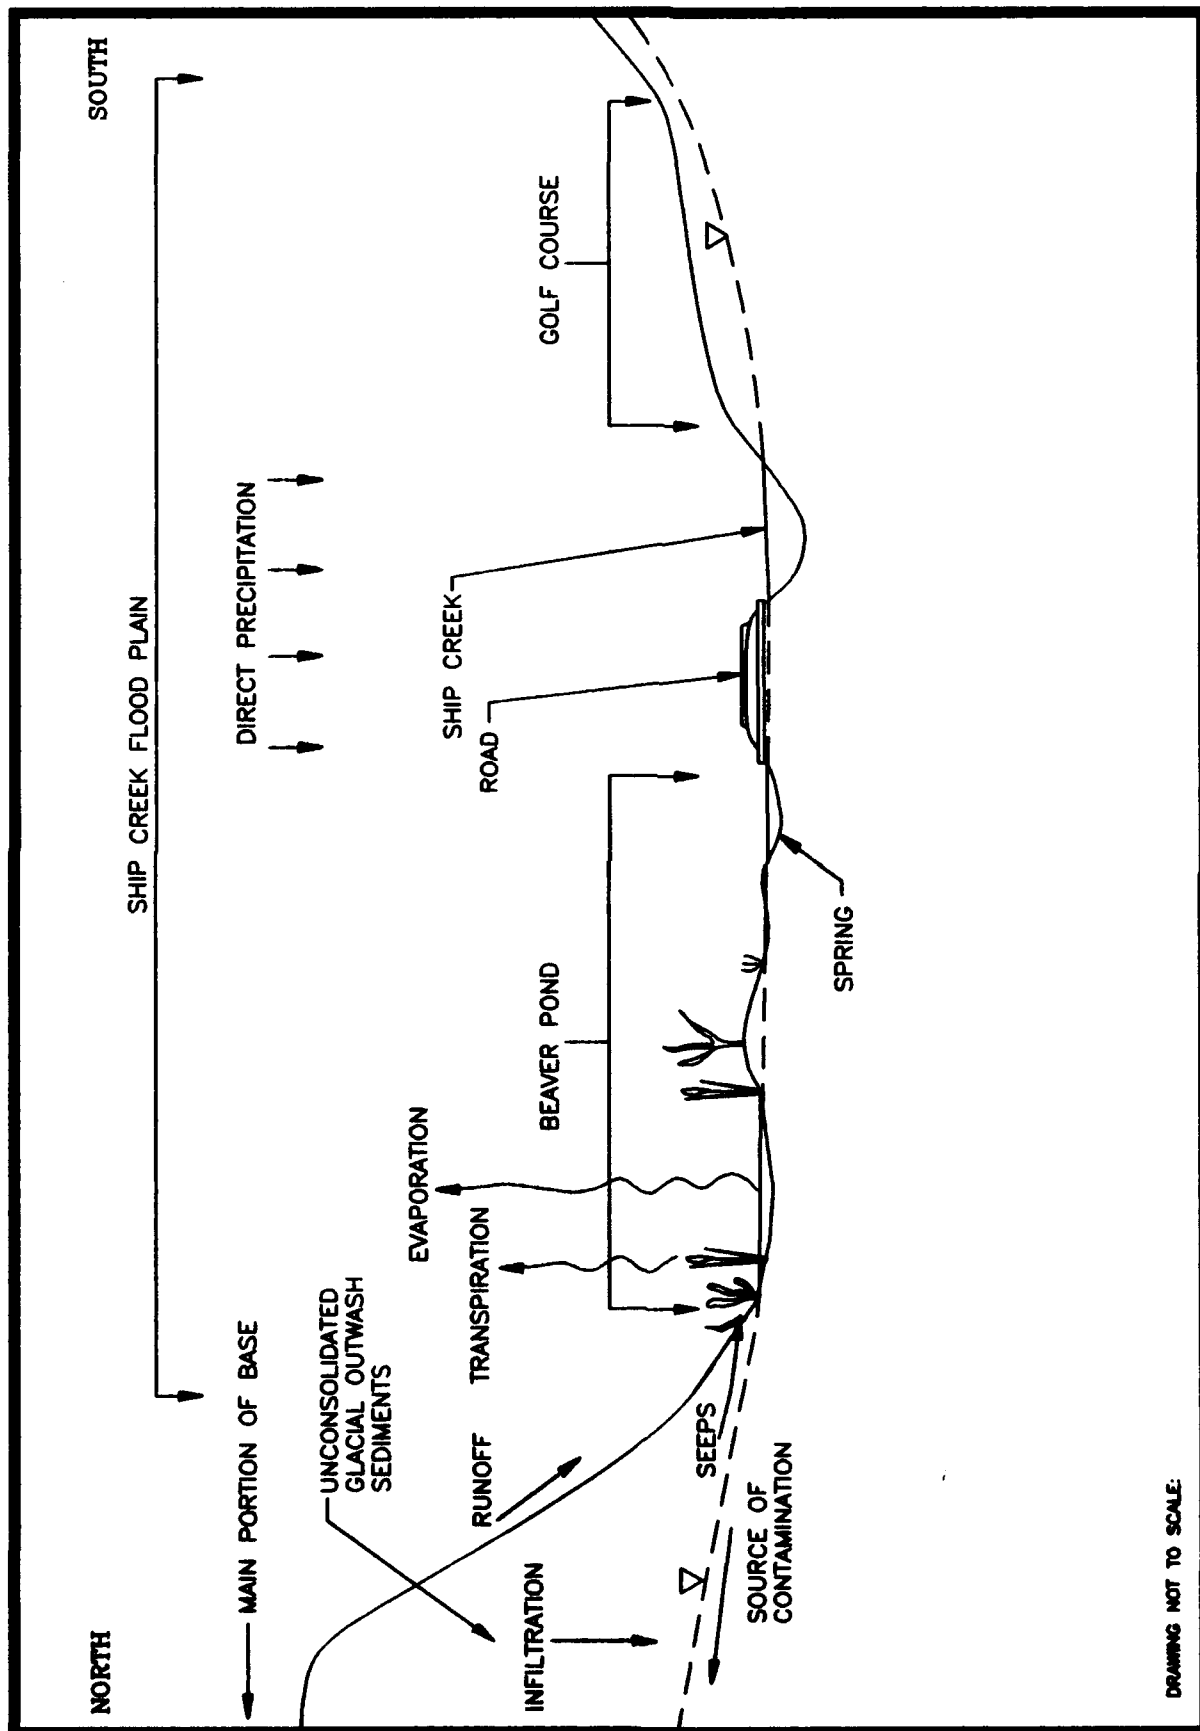 NORTH
SOUTH
SHIP CREEK FLOOD PLAIN
MAIN PORTION OF BASE
DIRECT PRECIPITATION
UNCONSOLIDATED
GLACIAL OUTWASH
SEDIMENTS
EVAPORATION
SHIP CREEK
RUNOFF
TRANSPIRATION
ROAD
INFILTRATION
BEAVER POND
GOLF COURSE
SEEPS
SOURCE OF
CONTAMINATION
SPRING
DRAWING NOT TO SCALE: